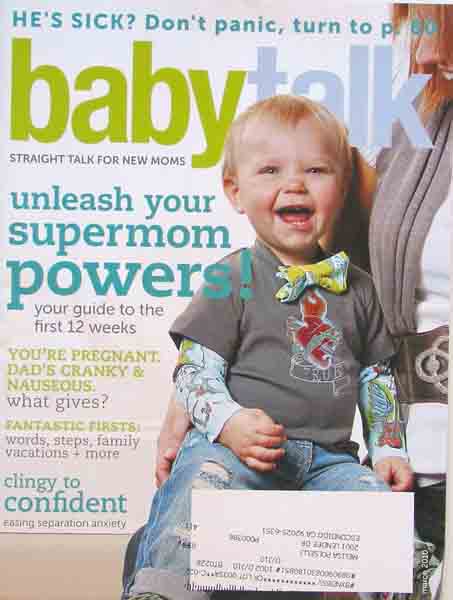 HE'S SICK? Don't panic, turn to p. 60
babytalk
STRAIGHT TALK FOR NEW MOMS
unleash your
supermom
powers!
your guide to the
first 12 weeks
YOU'RE PREGNANT.
DAD'S CRANKY &
NAUSEOUS.
what gives?
FANTASTIC FIRSTS:
words, steps, family
vacations + more
clingy to
confident
easing separation anxiety